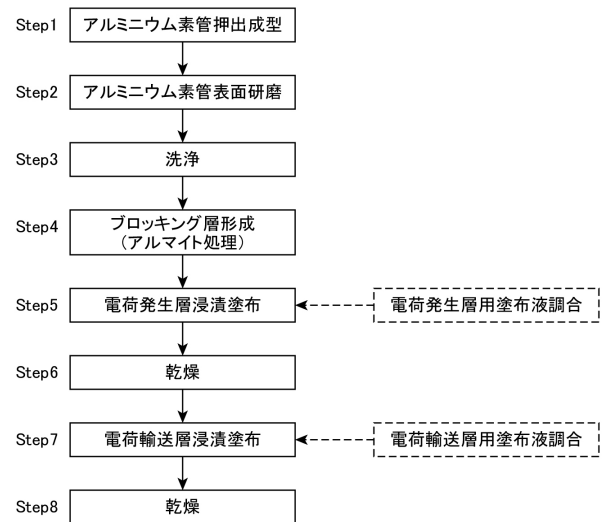 Step1 アルミニウム素管押出成型
Step2 アルミニウム素管表面研磨
Step3 洗浄
Step4 ブロッキング層形成
(アルマイト処理)
Step5 電荷発生層浸漬塗布 電荷発生層用塗布液調合
Step6 乾燥
Step7 電荷輸送層浸漬塗布 電荷輸送層用塗布液調合
Step8 乾燥